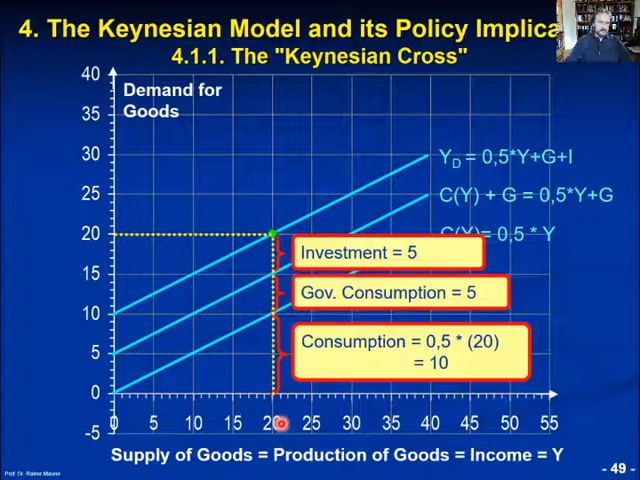 4. The Keynesian Model and its Policy Implica
4.1.1. The "Keynesian Cross"
40
Demand for
Goods
35
30
Y_D = 0,5*Y+G+I
25
C(Y) + G = 0,5*Y+G
20
C(Y)= 0,5 * Y
Investment = 5
15
Gov. Consumption = 5
10
Consumption = 0,5 * (20)
= 10
5
0
0 5 10 15 20 25 30 35 40 45 50 55
-5
Supply of Goods = Production of Goods = Income = Y
Prof. Dr. Rainer Maurer
- 49 -